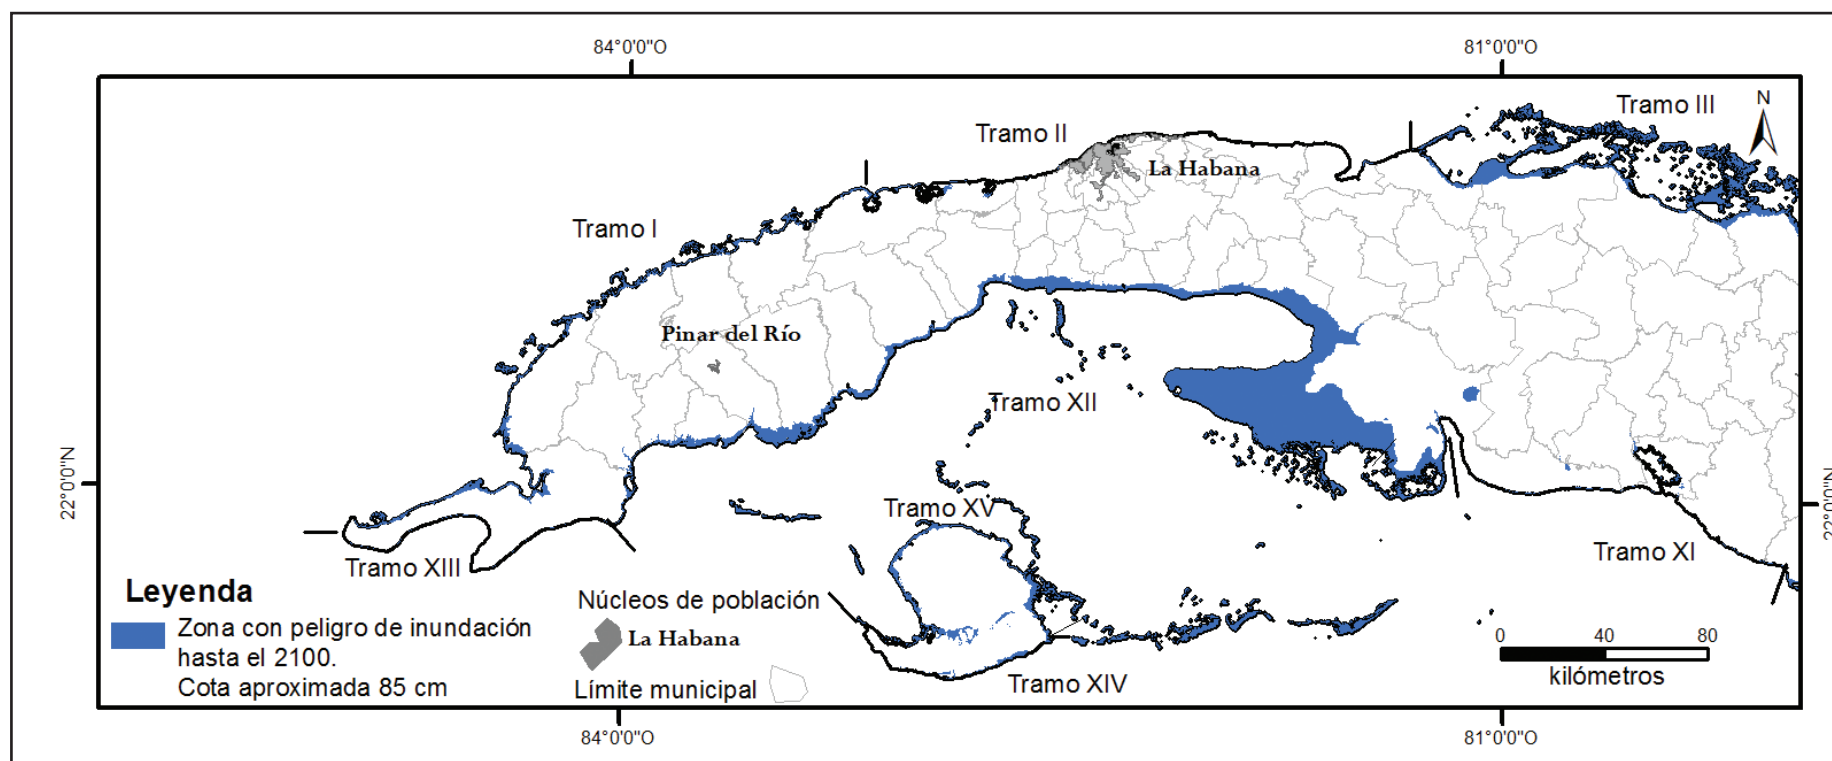 84°0'0"O
81°0'0"O
Tramo III
N
Tramo II
La Habana
Tramo I
Pinar del Río
Tramo XII
22°0'0"N
22°0'0"N
Tramo XV
Tramo XI
Tramo XIII
Leyenda
Zona con peligro de inundación
hasta el 2100.
Cota aproximada 85 cm
Núcleos de población
La Habana
Límite municipal
Tramo XIV
0 40 80
kilómetros
84°0'0"O
81°0'0"O